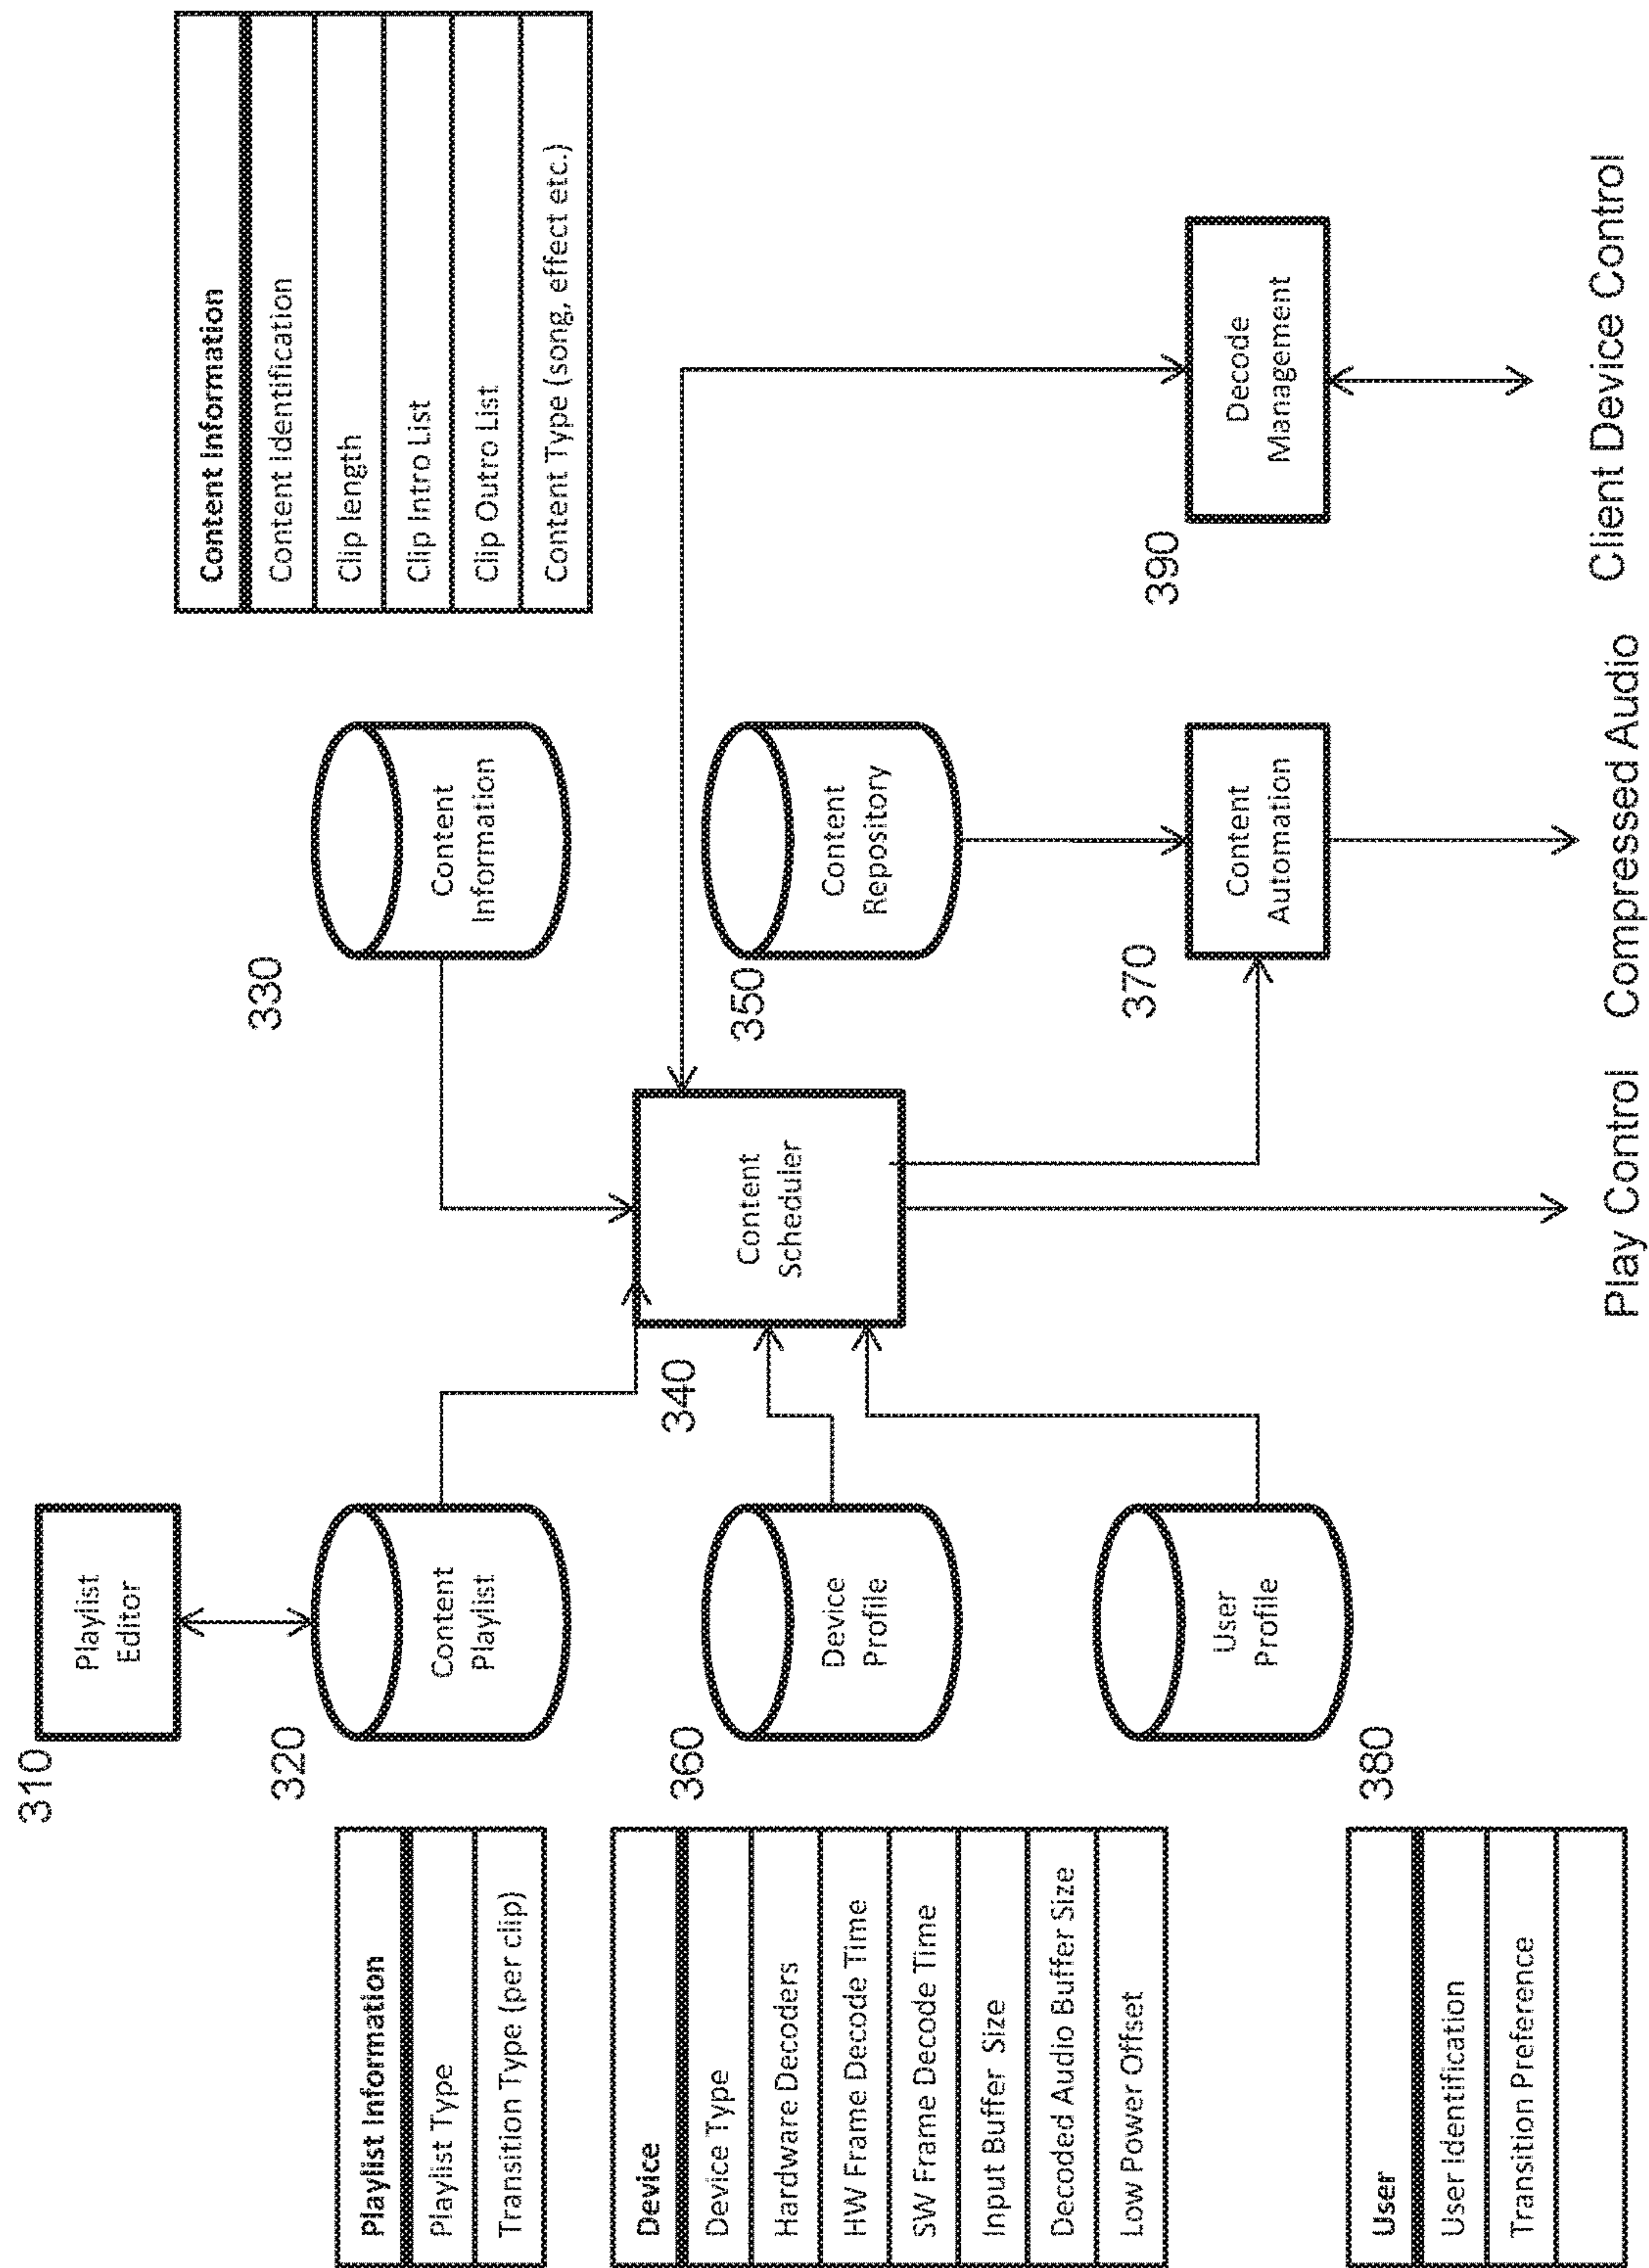 310
Playlist
Editor
Playlist Information
Playlist Type
Transition Type (per clip)
320
Content
Playlist
330
Content
Information
Content Information
Content Identification
Clip length
Clip Intro List
Clip Outro List
Content Type (song, effect etc.)
Device
Device Type
Hardware Decoders
HW Frame Decode Time
SW Frame Decode Time
Input Buffer Size
Decoded Audio Buffer Size
Low Power Offset
360
Device
Profile
340
Content
Scheduler
350
Content
Repository
User
User Identification
Transition Preference
380
User
Profile
370
Content
Automation
390
Decode
Management
Play Control
Compressed Audio
Client Device Control